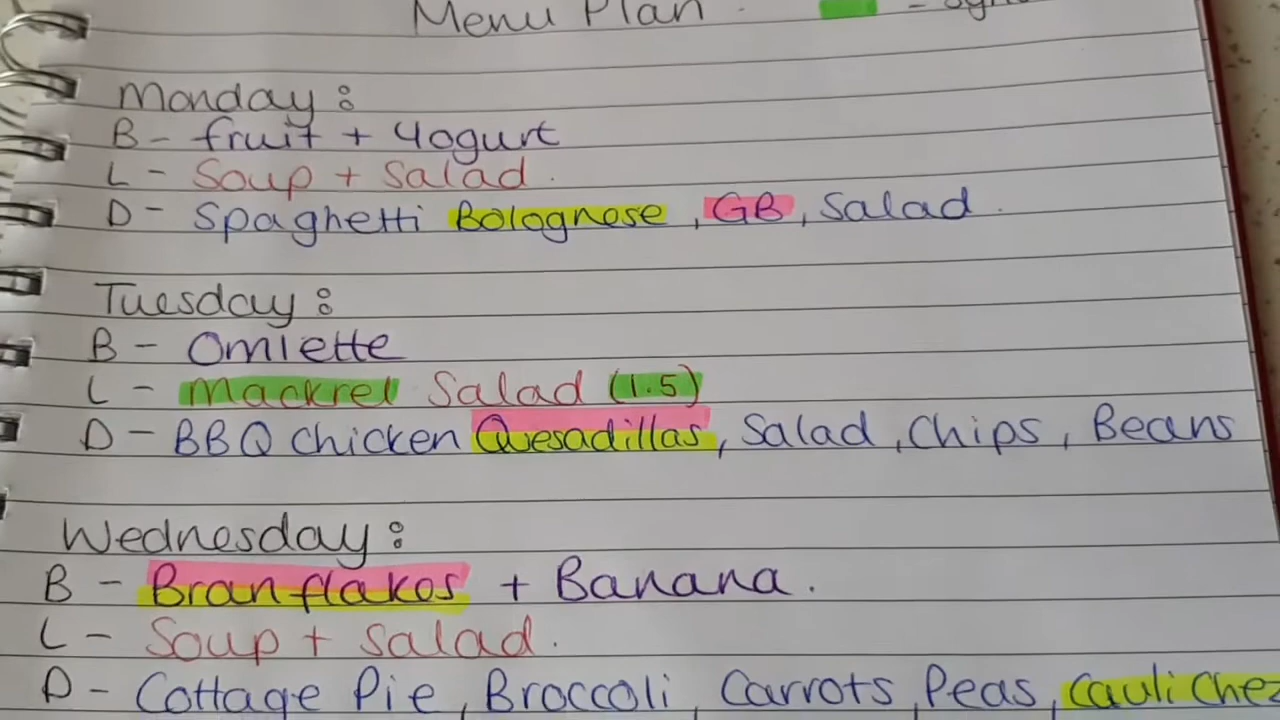 Menu Plan
Monday:
B - fruit + Yogurt
L - Soup + Salad.
D - Spaghetti Bolognese, GB, Salad.
Tuesday:
B - Omlette
L - Mackrel Salad (1.5)
D - BBQ Chicken Quesadillas, Salad, Chips, Beans
Wednesday:
B - Branflakes + Banana.
L - Soup + Salad.
D - Cottage Pie, Broccoli, Carrots, Peas, Cauli